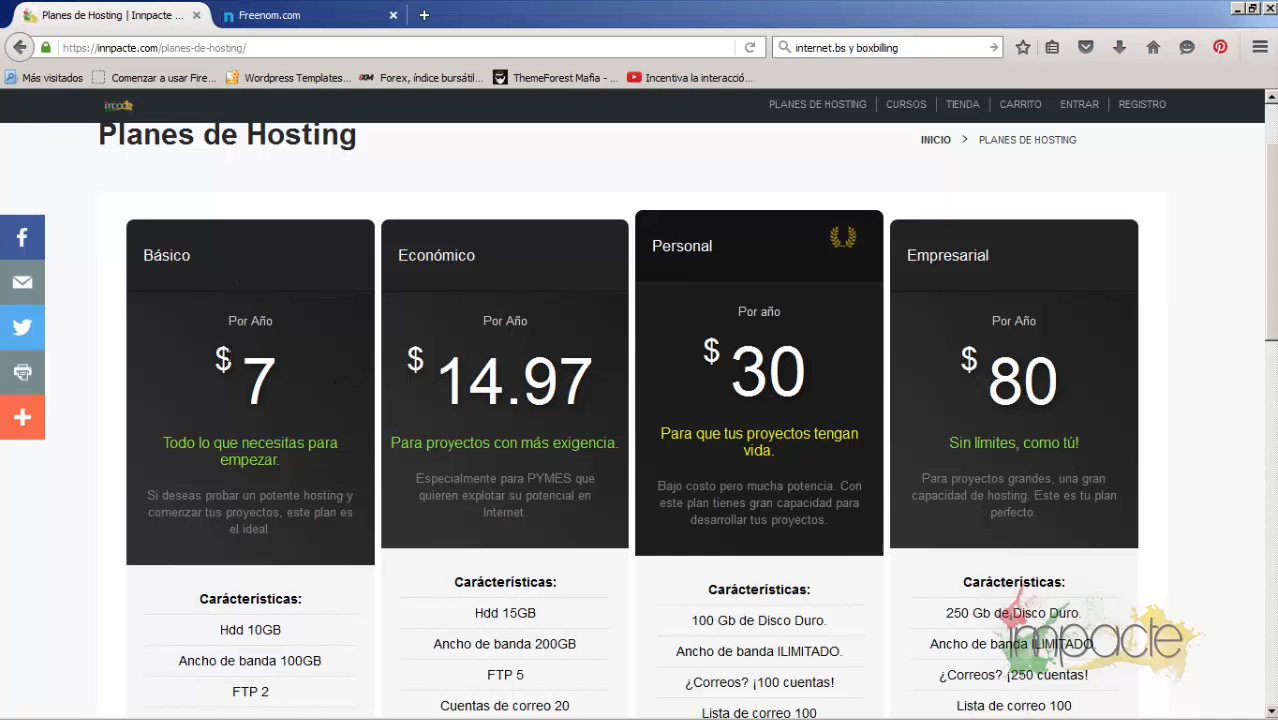 Planes de Hosting | Innpacte ...
Freenom.com
https://innpacte.com/planes-de-hosting/
internet.bs y boxbilling
Más visitados
Comenzar a usar Fire...
Wordpress Templates...
Forex, índice bursátil...
ThemeForest Mafia - ...
Incentiva la interacció...
PLANES DE HOSTING
CURSOS
TIENDA
CARRITO
ENTRAR
REGISTRO
Planes de Hosting
INICIO > PLANES DE HOSTING
Básico
Por Año
$ 7
Todo lo que necesitas para
empezar.
Si deseas probar un potente hosting y
comenzar tus proyectos, este plan es
el ideal.
Carácterísticas:
Hdd 10GB
Ancho de banda 100GB
FTP 2
Económico
Por Año
$ 14.97
Para proyectos con más exigencia.
Especialmente para PYMES que
quieren explotar su potencial en
Internet.
Carácterísticas:
Hdd 15GB
Ancho de banda 200GB
FTP 5
Cuentas de correo 20
Personal
Por año
$ 30
Para que tus proyectos tengan
vida.
Bajo costo pero mucha potencia. Con
este plan tienes gran capacidad para
desarrollar tus proyectos.
Carácterísticas:
100 Gb de Disco Duro.
Ancho de banda ILIMITADO.
¿Correos? ¡100 cuentas!
Lista de correo 100
Empresarial
Por Año
$ 80
Sin límites, como tú!
Para proyectos grandes, una gran
capacidad de hosting. Este es tu plan
perfecto.
Carácterísticas:
250 Gb de Disco Duro.
Ancho de banda ILIMITADO
¿Correos? ¡250 cuentas!
Lista de correo 100
innpacte